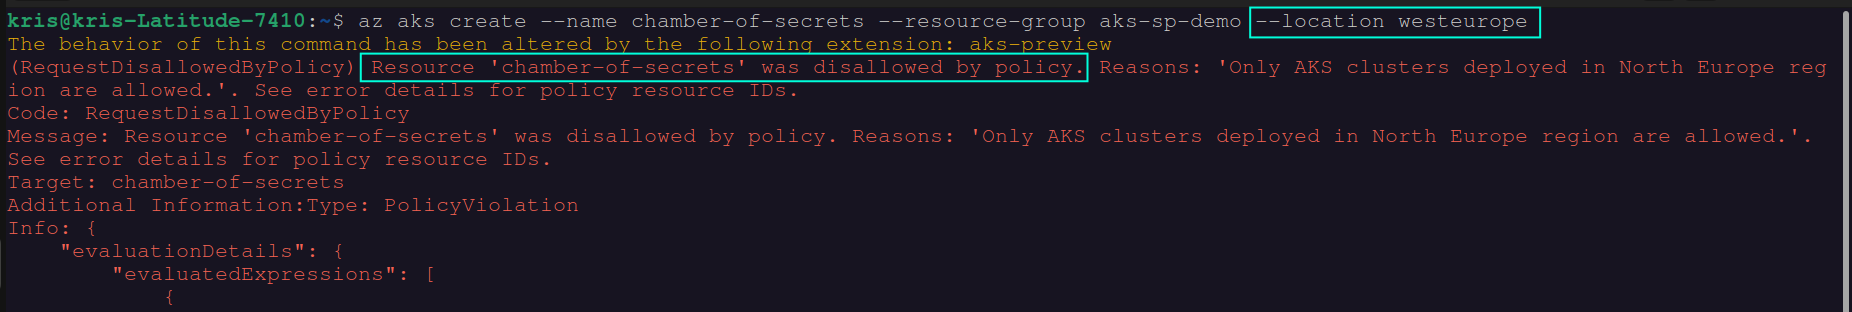 kris@kris-Latitude-7410:~$ az aks create --name chamber-of-secrets --resource-group aks-sp-demo --location westeurope
The behavior of this command has been altered by the following extension: aks-preview
(RequestDisallowedByPolicy) Resource 'chamber-of-secrets' was disallowed by policy. Reasons: 'Only AKS clusters deployed in North Europe reg
ion are allowed.'. See error details for policy resource IDs.
Code: RequestDisallowedByPolicy
Message: Resource 'chamber-of-secrets' was disallowed by policy. Reasons: 'Only AKS clusters deployed in North Europe region are allowed.'.
See error details for policy resource IDs.
Target: chamber-of-secrets
Additional Information:Type: PolicyViolation
Info: {
    "evaluationDetails": {
        "evaluatedExpressions": [
            {